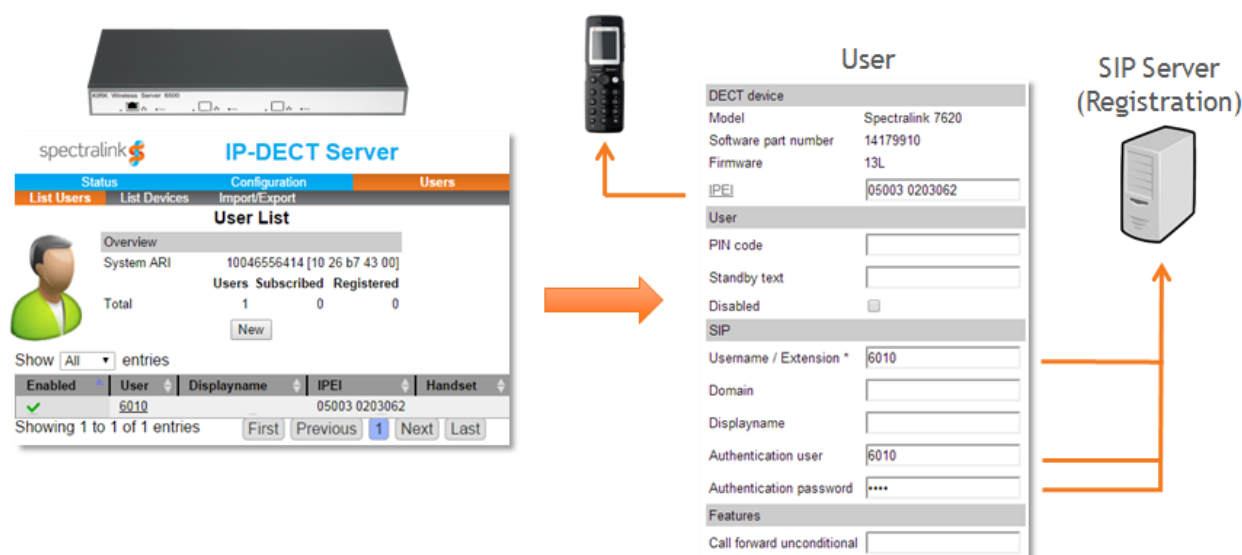 KIRK Wireless Server 6500
spectralink
IP-DECT Server
Status Configuration Users
List Users List Devices Import/Export
User List
Overview
System ARI 10046556414 [10 26 b7 43 00]
Users Subscribed Registered
Total 1 0 0
New
Show All entries
Enabled User Displayname IPEI Handset
6010 05003 0203062
Showing 1 to 1 of 1 entries First Previous 1 Next Last
User
DECT device
Model Spectralink 7620
Software part number 14179910
Firmware 13L
IPEI 05003 0203062
User
PIN code
Standby text
Disabled
SIP
Username / Extension * 6010
Domain
Displayname
Authentication user 6010
Authentication password ••••
Features
Call forward unconditional
SIP Server
(Registration)